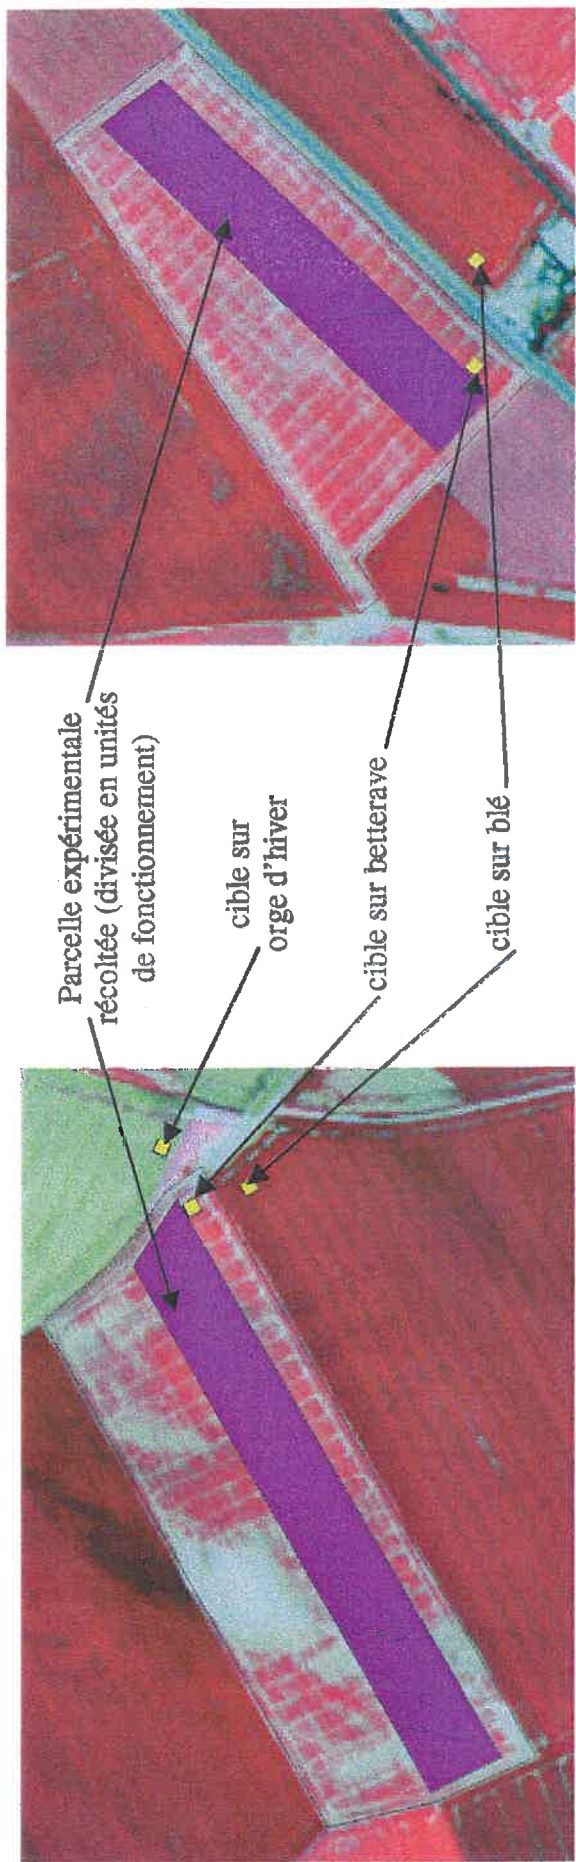 Parcelle expérimentale
récoltée (divisée en unités
de fonctionnement)
cible sur
orge d'hiver
cible sur betterave
cible sur blé